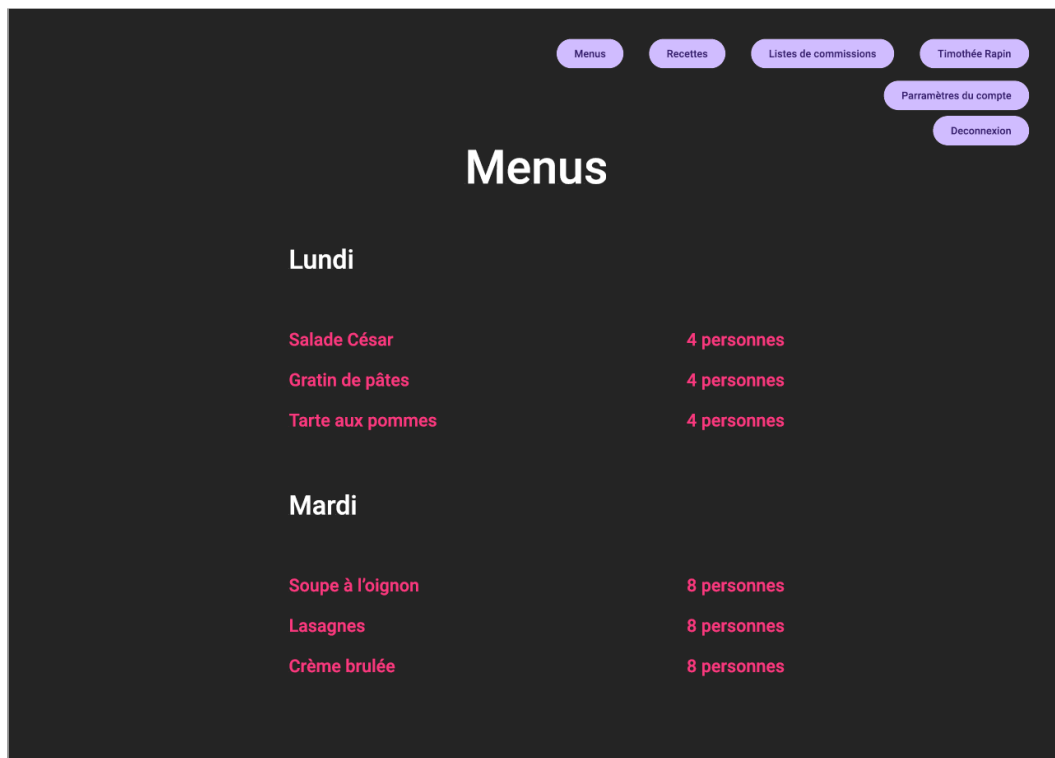 Menus Recettes Listes de commissions Timothée Rapin
Parramètres du compte
Deconnexion
Menus
Lundi
Salade César 4 personnes
Gratin de pâtes 4 personnes
Tarte aux pommes 4 personnes
Mardi
Soupe à l’oignon 8 personnes
Lasagnes 8 personnes
Crème brulée 8 personnes